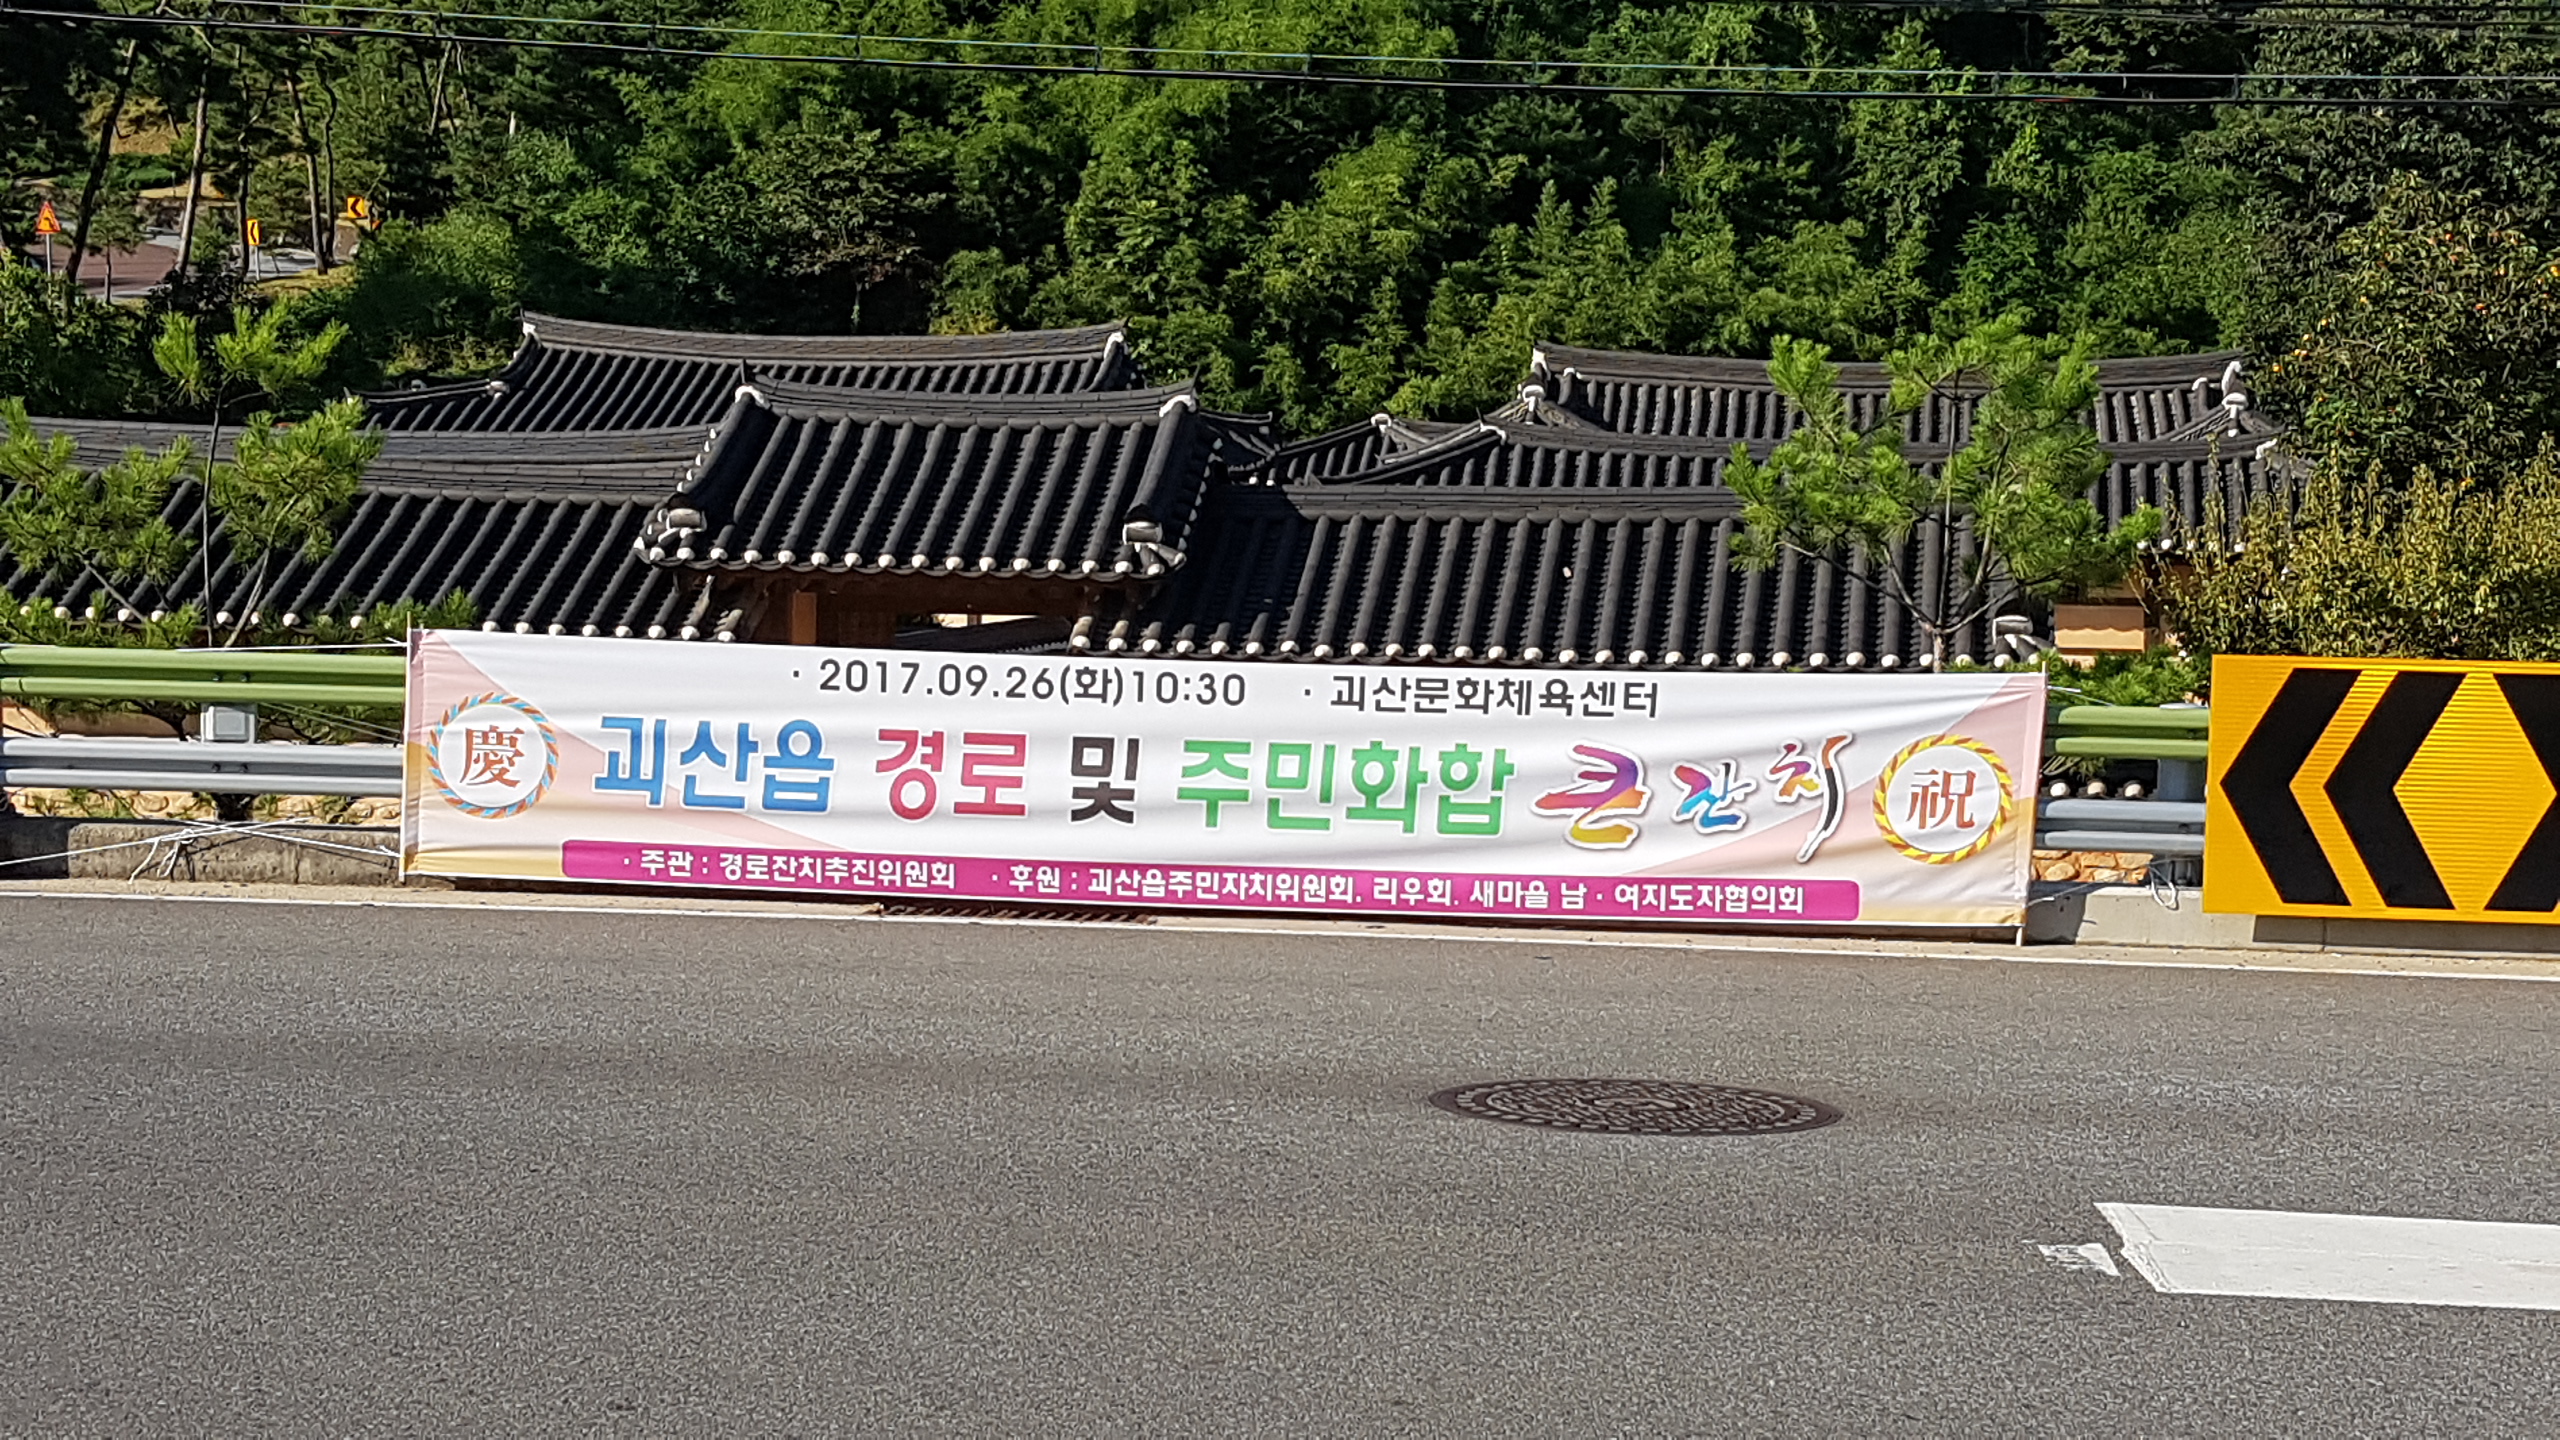 · 2017.09.26(화)10:30 · 괴산문화체육센터
慶 괴산읍 경로 및 주민화합 큰잔치 祝
· 주관 : 경로잔치추진위원회 · 후원 : 괴산읍주민자치위원회, 리우회, 새마을 남 · 여지도자협의회